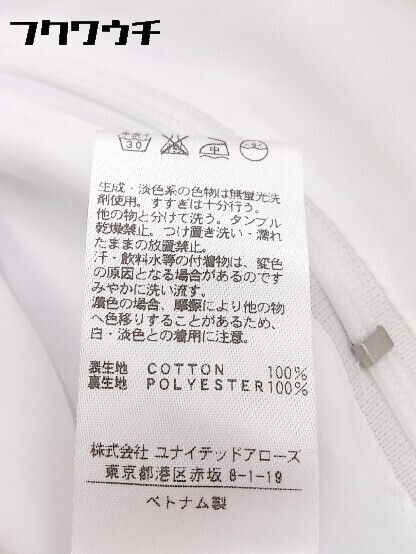 フクワウチ
手洗イ
30
中
生成・淡色系の色物は無蛍光洗
剤使用。すすぎは十分行う。
他の物と分けて洗う。タンブル
乾燥禁止。つけ置き洗い・濡れ
たままの放置禁止。
汗・飲料水等の付着物は、変色
の原因となる場合があるのです
みやかに洗い流す。
濃色の場合、摩擦により他の物
へ色移りすることがあるため、
白・淡色との着用に注意。
表生地 COTTON 100%
裏生地 POLYESTER 100%
株式会社 ユナイテッドアローズ
東京都港区赤坂 8-1-19
ベトナム製